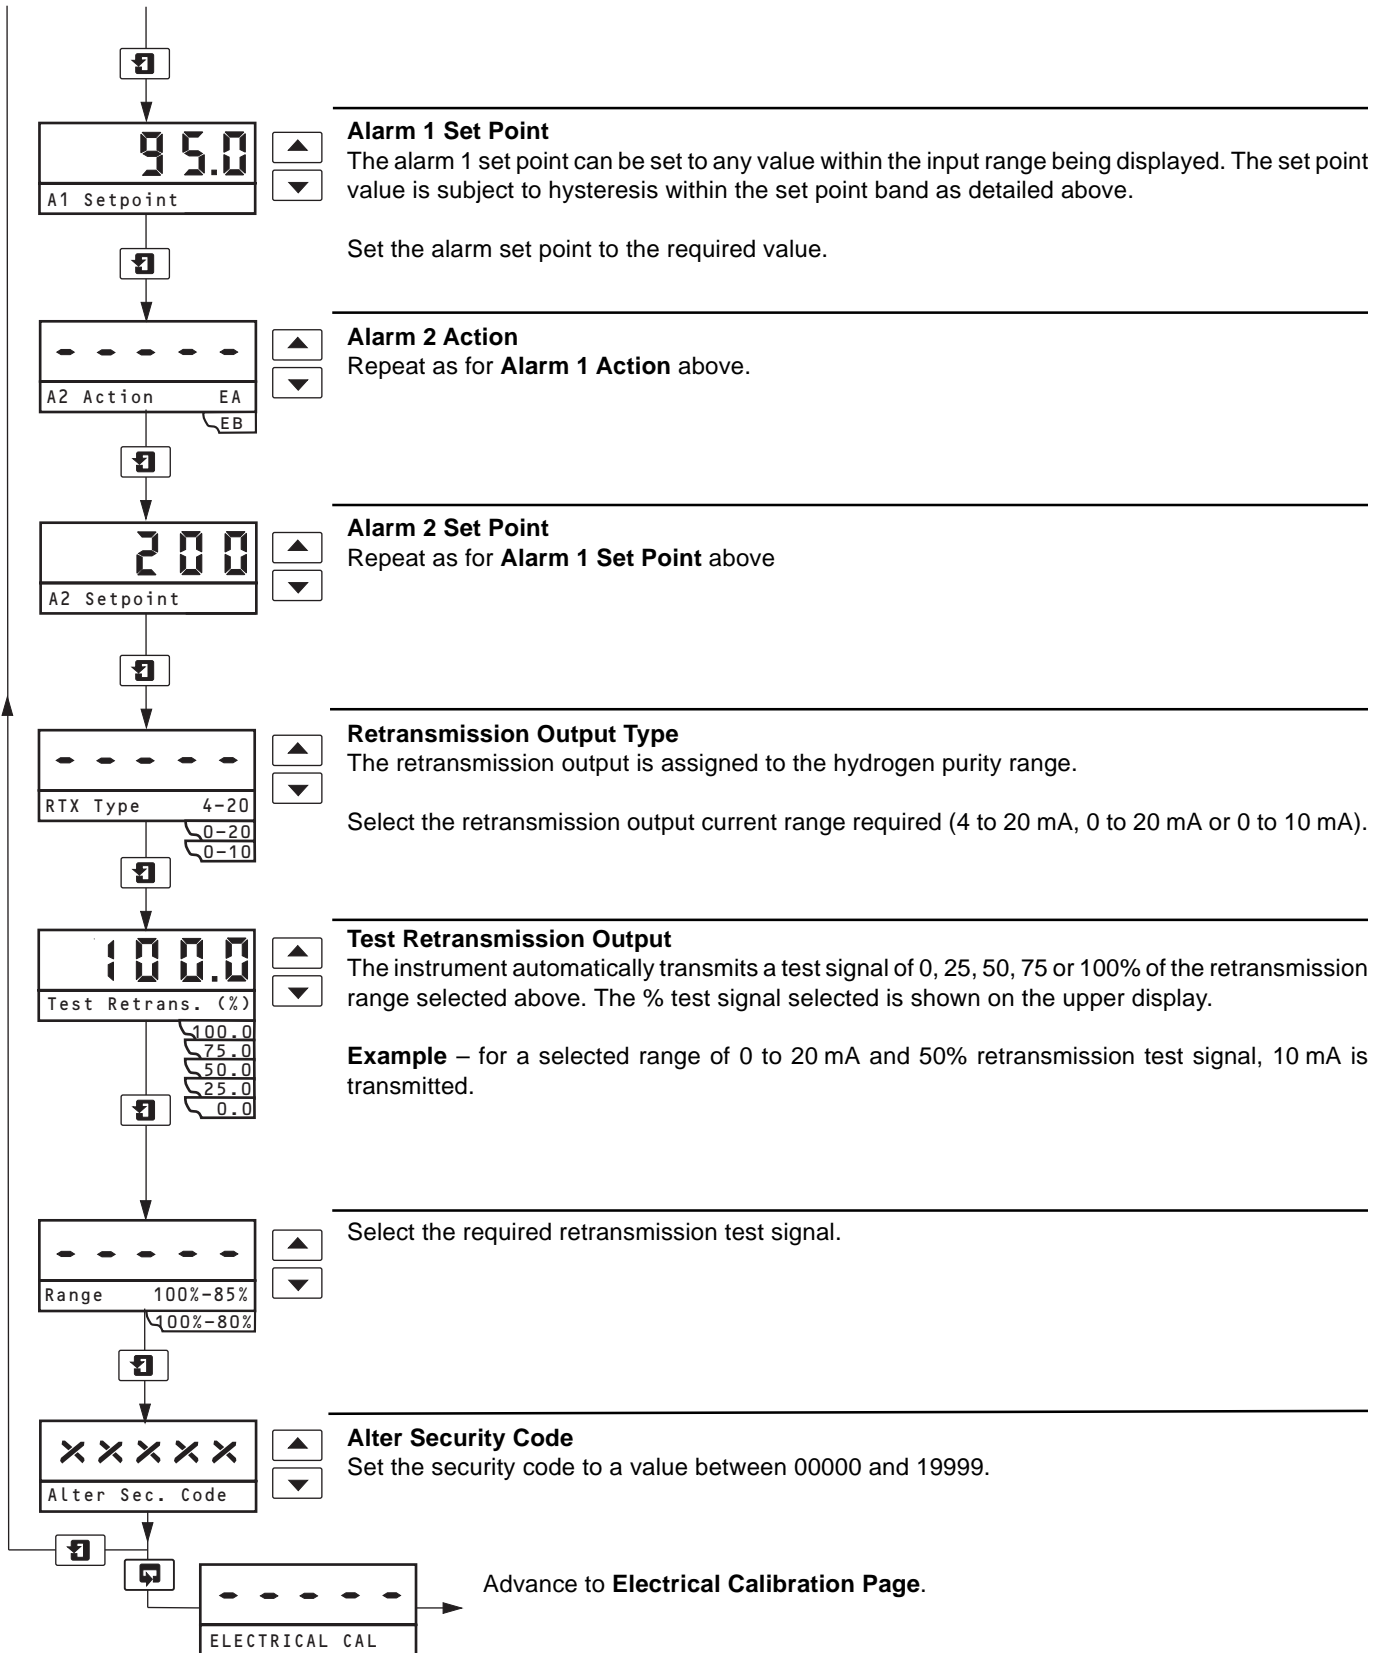 95.0
A1 Setpoint
Alarm 1 Set Point
The alarm 1 set point can be set to any value within the input range being displayed. The set point
value is subject to hysteresis within the set point band as detailed above.
Set the alarm set point to the required value.
- - - - -
A2 Action EA
EB
Alarm 2 Action
Repeat as for Alarm 1 Action above.
200
A2 Setpoint
Alarm 2 Set Point
Repeat as for Alarm 1 Set Point above
- - - - -
RTX Type 4-20
0-20
0-10
Retransmission Output Type
The retransmission output is assigned to the hydrogen purity range.
Select the retransmission output current range required (4 to 20 mA, 0 to 20 mA or 0 to 10 mA).
100.0
Test Retrans. (%)
100.0
75.0
50.0
25.0
0.0
Test Retransmission Output
The instrument automatically transmits a test signal of 0, 25, 50, 75 or 100% of the retransmission
range selected above. The % test signal selected is shown on the upper display.
Example – for a selected range of 0 to 20 mA and 50% retransmission test signal, 10 mA is
transmitted.
- - - - -
Range 100%-85%
100%-80%
Select the required retransmission test signal.
XXXXX
Alter Sec. Code
Alter Security Code
Set the security code to a value between 00000 and 19999.
- - - - -
ELECTRICAL CAL
Advance to Electrical Calibration Page.